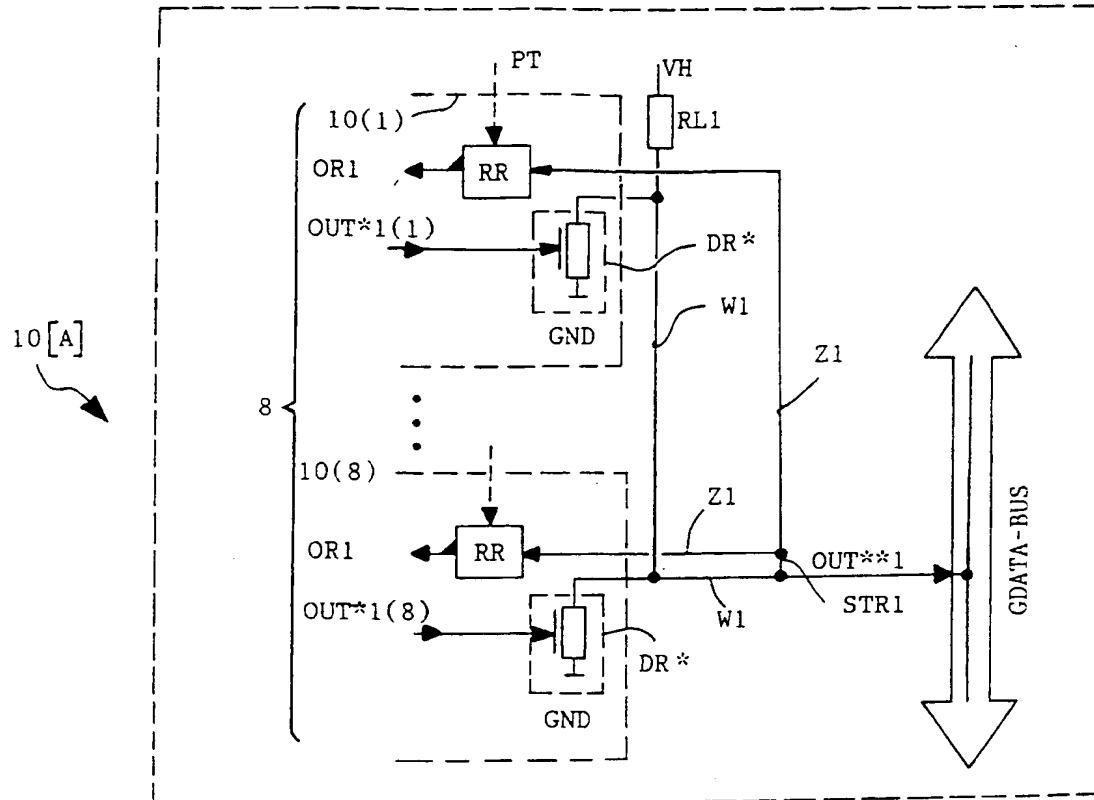 PT
VH
10(1)
RL1
OR1
RR
OUT*1(1)
DR*
GND
W1
10[A]
Z1
8
10(8)
Z1
OR1
RR
OUT**1
STR1
W1
OUT*1(8)
DR*
GND
GDATA-BUS